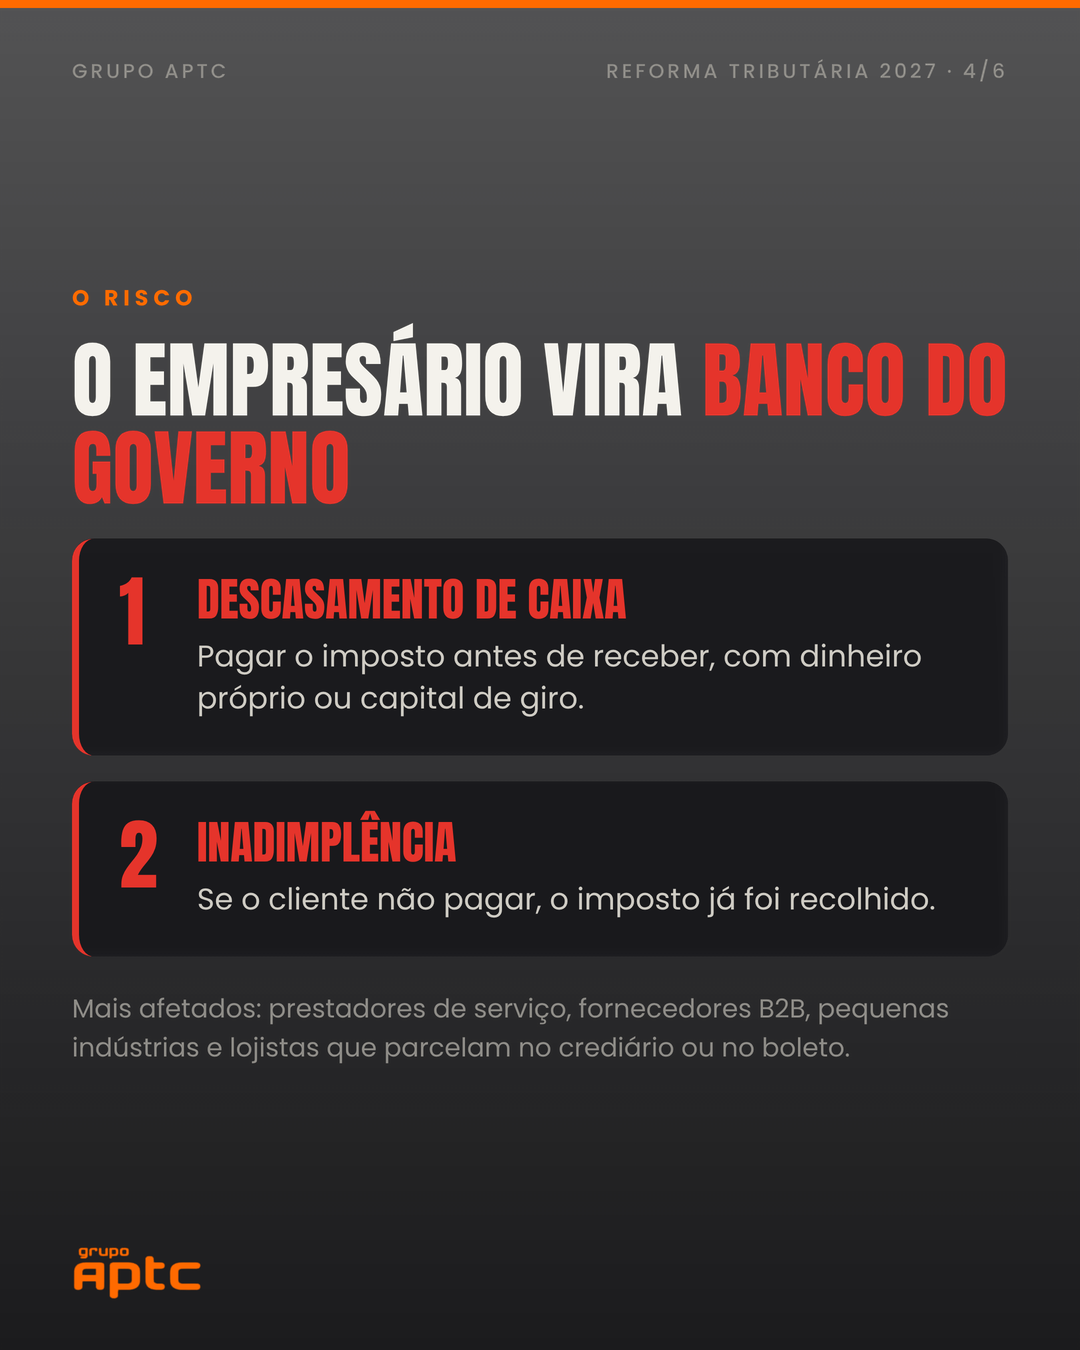 GRUPO APTC
REFORMA TRIBUTÁRIA 2027 · 4/6
O RISCO
O EMPRESÁRIO VIRA BANCO DO
GOVERNO
1
DESCASAMENTO DE CAIXA
Pagar o imposto antes de receber, com dinheiro
próprio ou capital de giro.
2
INADIMPLÊNCIA
Se o cliente não pagar, o imposto já foi recolhido.
Mais afetados: prestadores de serviço, fornecedores B2B, pequenas
indústrias e lojistas que parcelam no crediário ou no boleto.
grupo
aptc